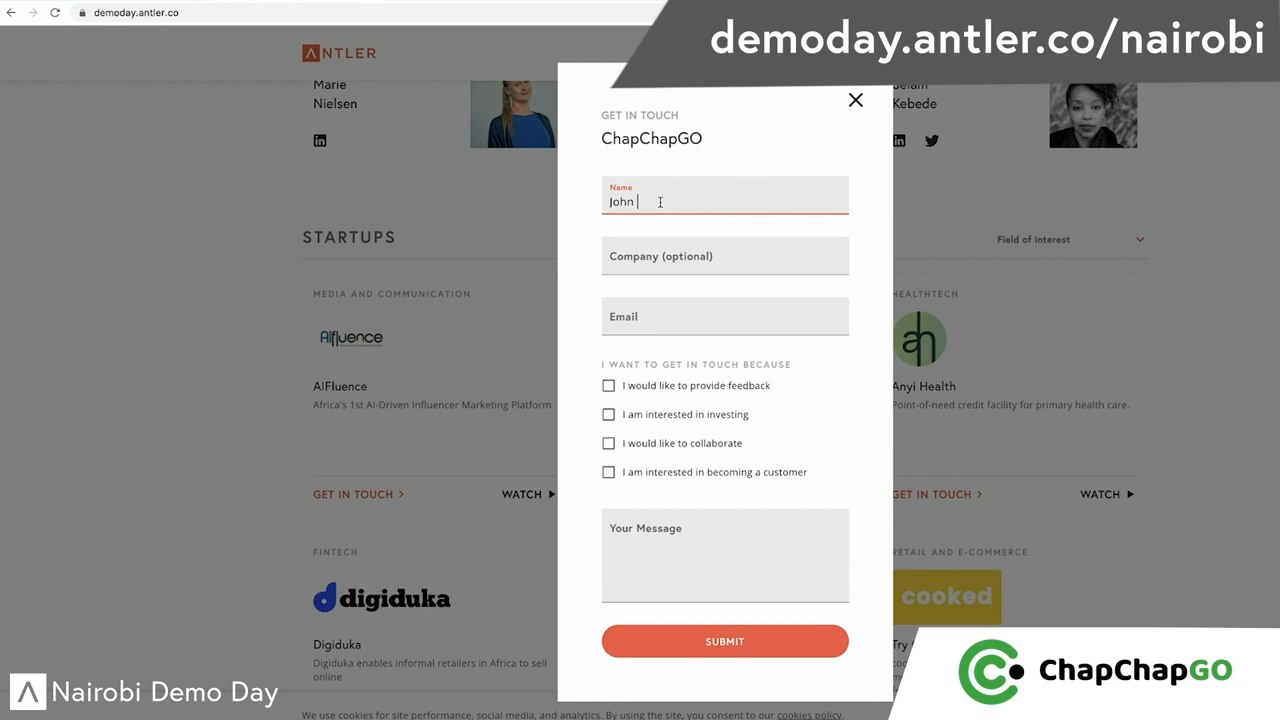 demoday.antler.co
demoday.antler.co/nairobi
ANTLER
Marie
Nielsen
Kebede
GET IN TOUCH
ChapChapGO
Name
John
Company (optional)
Email
I WANT TO GET IN TOUCH BECAUSE
I would like to provide feedback
I am interested in investing
I would like to collaborate
I am interested in becoming a customer
Your Message
SUBMIT
STARTUPS
Field of interest
MEDIA AND COMMUNICATION
AIfluence
AIFluence
Africa's 1st AI-Driven Influencer Marketing Platform
GET IN TOUCH
WATCH
HEALTHTECH
ah
Anyi Health
Point-of-need credit facility for primary health care.
GET IN TOUCH
WATCH
FINTECH
digiduka
Digiduka
Digiduka enables informal retailers in Africa to sell
online
RETAIL AND E-COMMERCE
cooked
Try
Nairobi Demo Day
ChapChapGO
We use cookies for site performance, social media, and analytics. By using the site, you consent to our cookies policy.